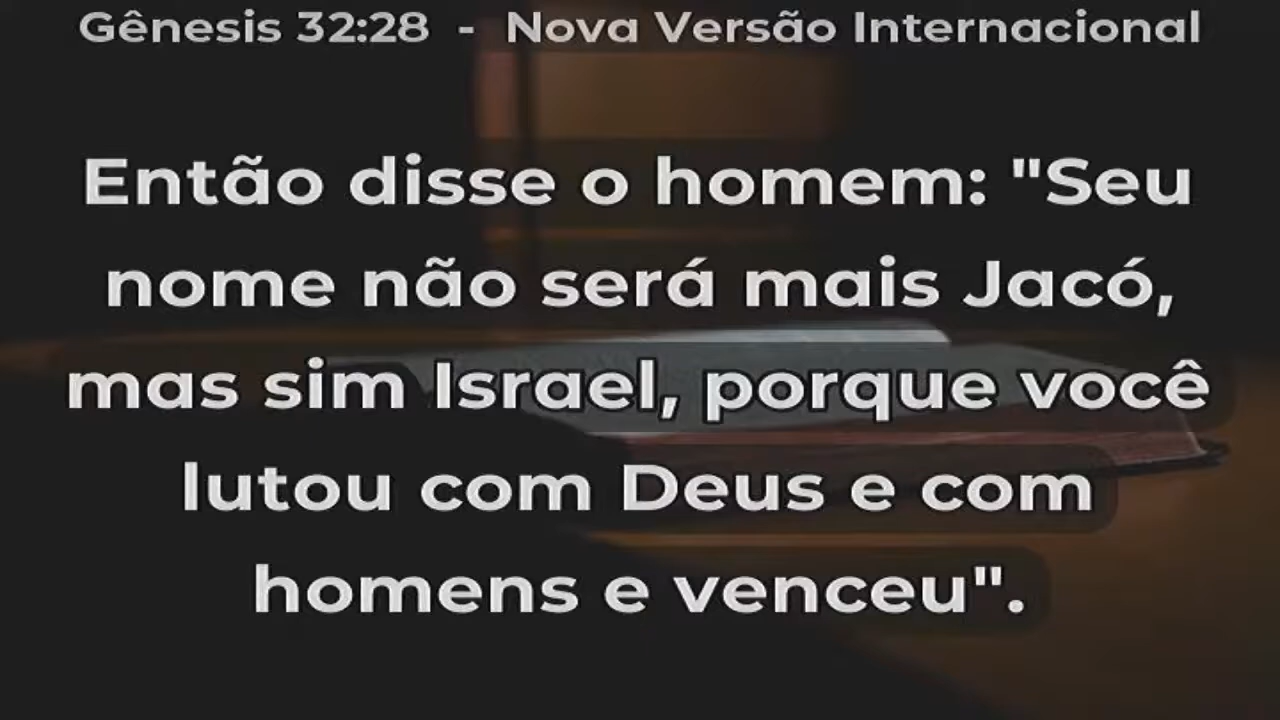 Gênesis 32:28 - Nova Versão Internacional
Então disse o homem: "Seu
nome não será mais Jacó,
mas sim Israel, porque você
lutou com Deus e com
homens e venceu".